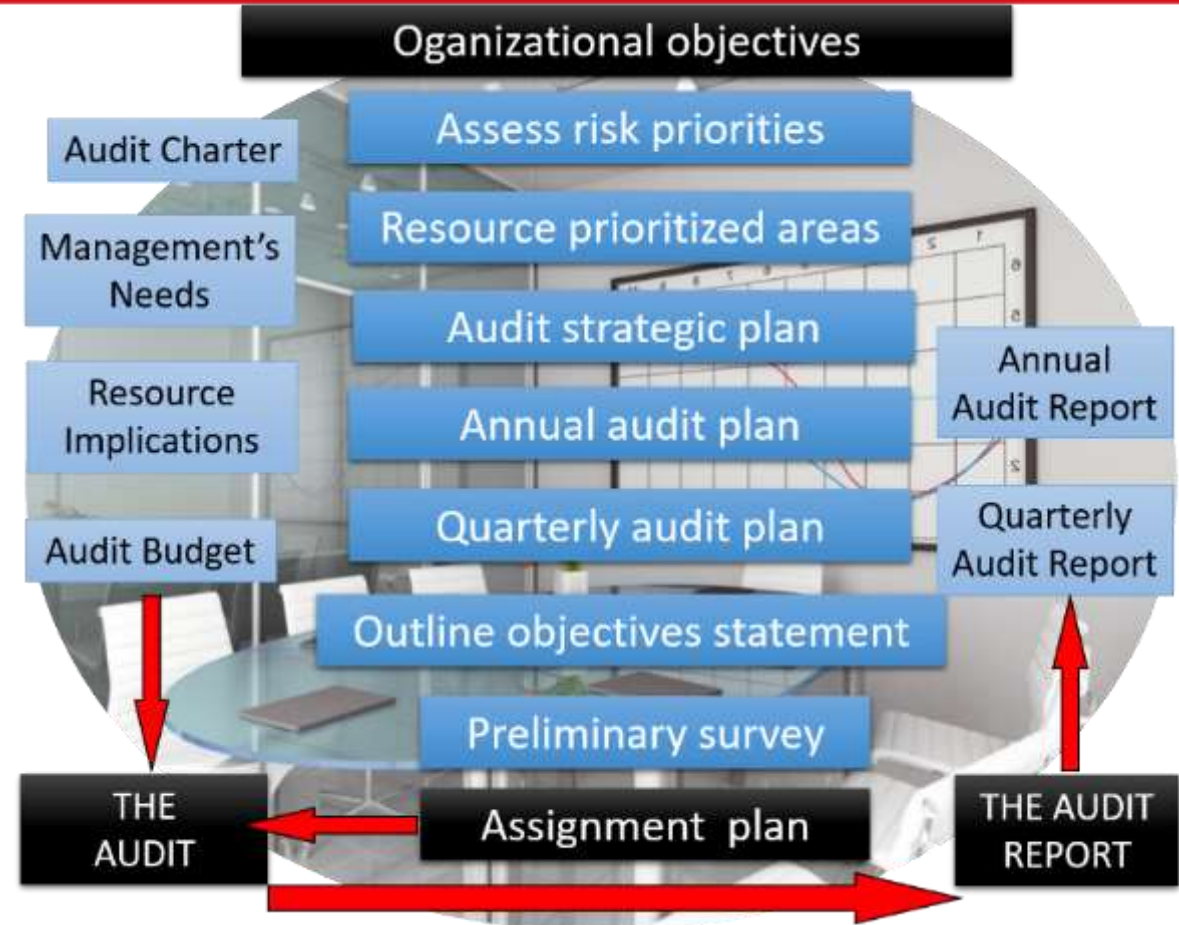 Oganizational objectives
Assess risk priorities
Audit Charter
Resource prioritized areas
Management's
Needs
Audit strategic plan
Annual
Audit Report
Resource
Implications
Annual audit plan
Quarterly audit plan
Quarterly
Audit Report
Audit Budget
Outline objectives statement
Preliminary survey
THE
AUDIT
Assignment plan
THE AUDIT
REPORT